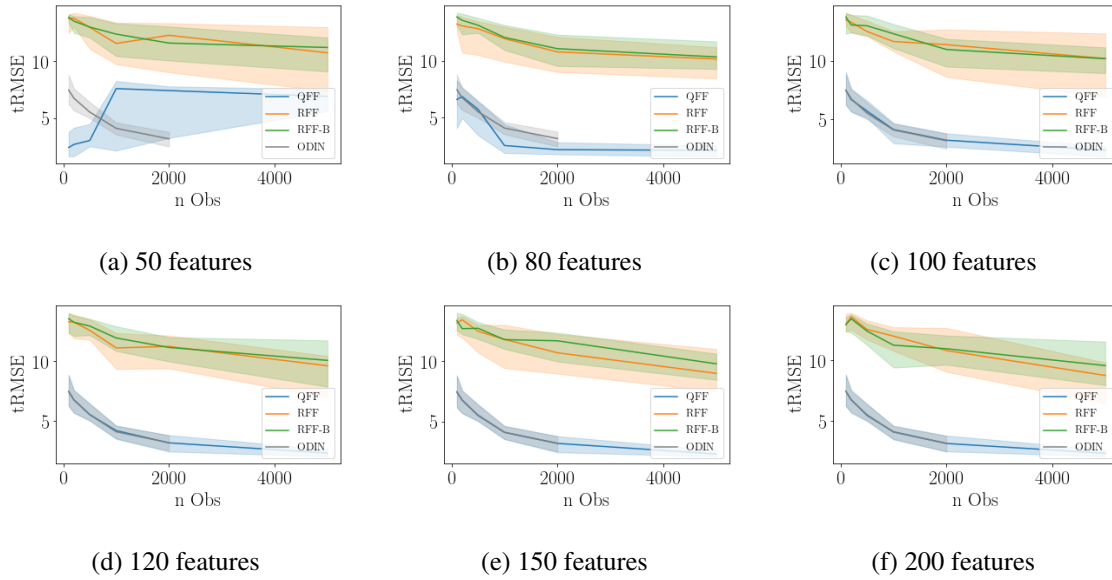 tRMSE
10
5
0
2000
4000
n Obs
QFF
RFF
RFF-B
ODIN
(a) 50 features
tRMSE
10
5
0
2000
4000
n Obs
QFF
RFF
RFF-B
ODIN
(b) 80 features
tRMSE
10
5
0
2000
4000
n Obs
QFF
RFF
RFF-B
ODIN
(c) 100 features
tRMSE
10
5
0
2000
4000
n Obs
QFF
RFF
RFF-B
ODIN
(d) 120 features
tRMSE
10
5
0
2000
4000
n Obs
QFF
RFF
RFF-B
ODIN
(e) 150 features
tRMSE
10
5
0
2000
4000
n Obs
QFF
RFF
RFF-B
ODIN
(f) 200 features